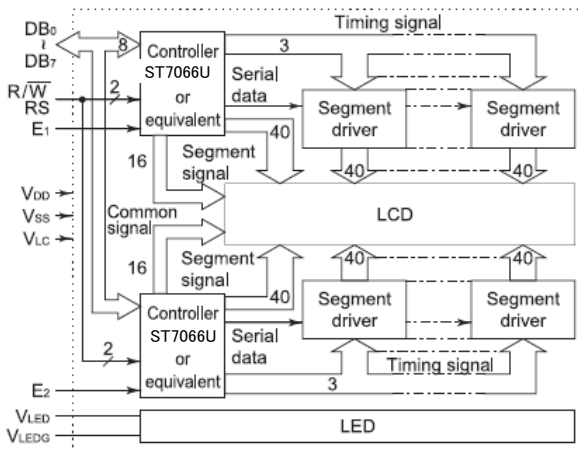 Timing signal
DB₀
~
DB₇
8
Controller
ST7066U
or
equivalent
3
Serial
data
Segment
driver
Segment
driver
R/W̅
RS
2
E₁
40
40
40
16
Segment
signal
LCD
VDD
VSS
VLC
Common
signal
16
Segment
signal
40
40
40
Controller
ST7066U
or
equivalent
Serial
data
Segment
driver
Segment
driver
2
Timing signal
3
E₂
VLED
VLEDG
LED